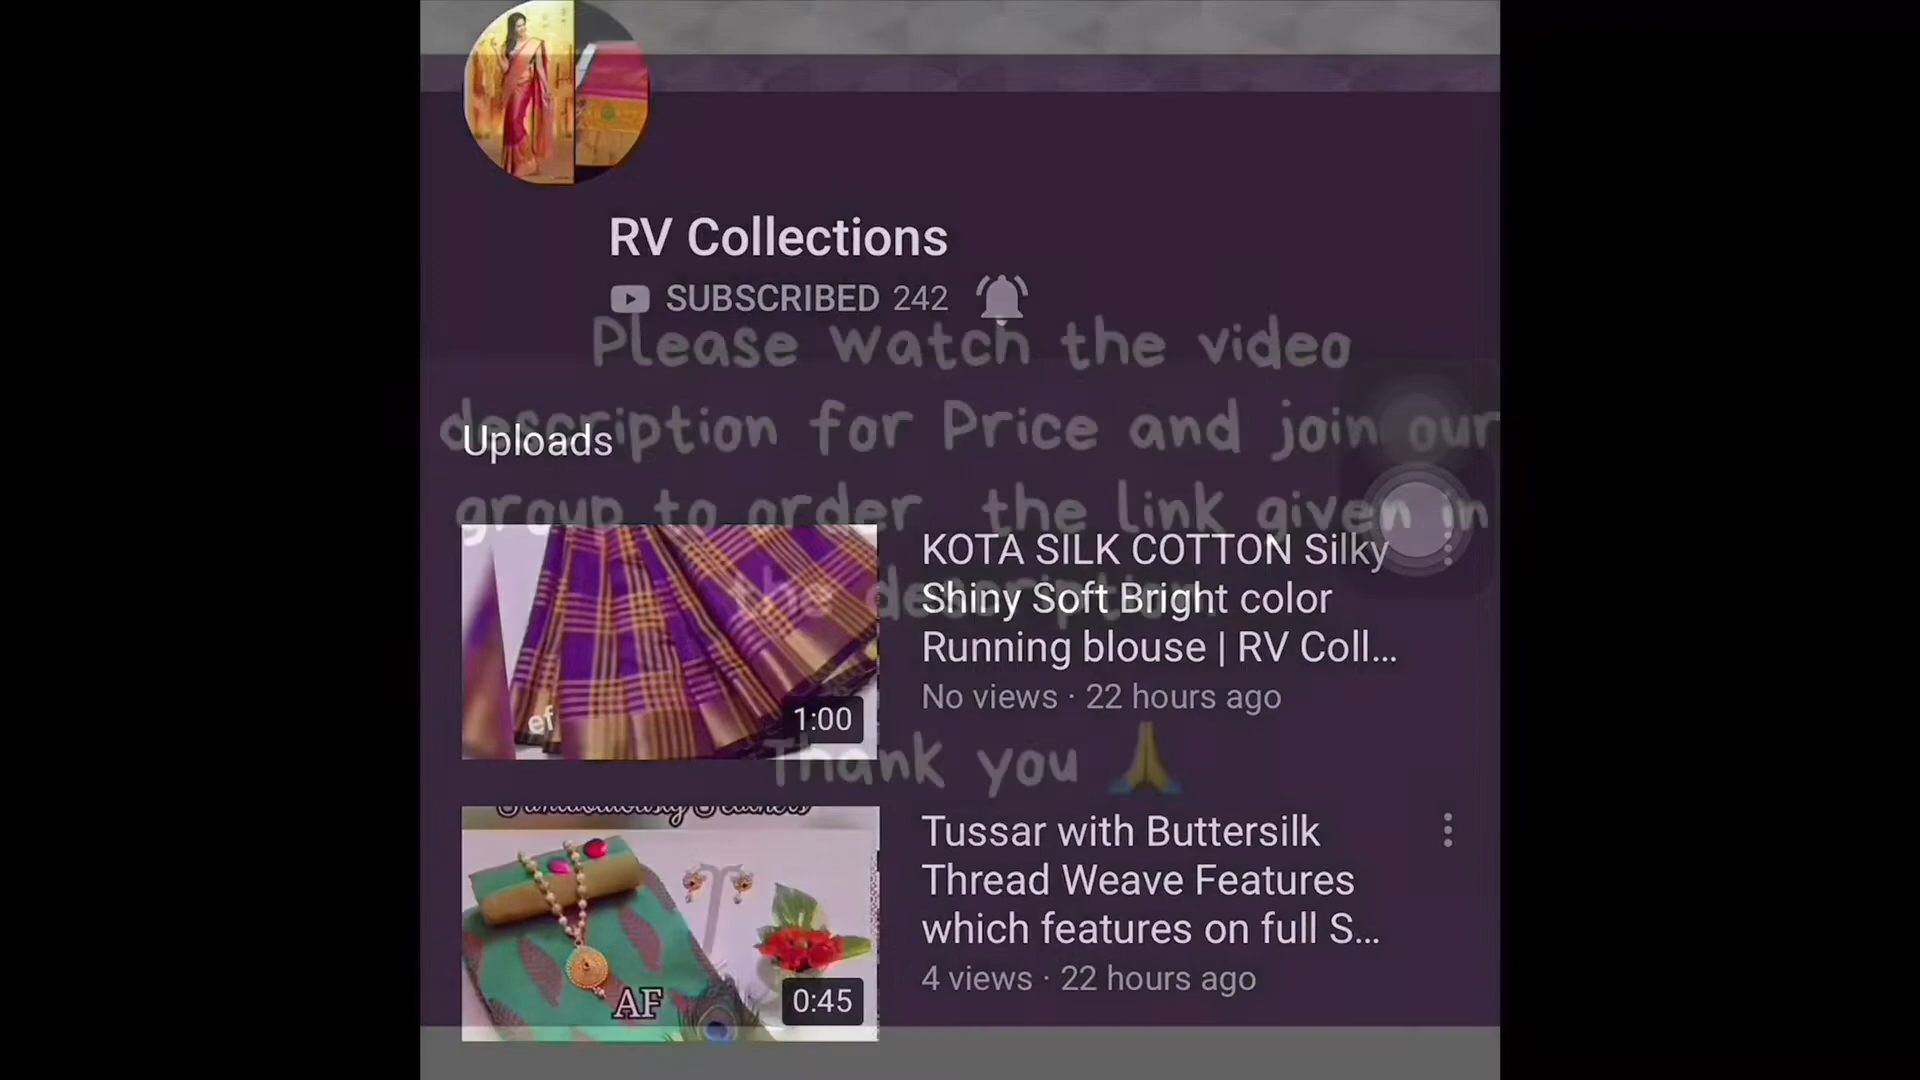 RV Collections
SUBSCRIBED 242
Please watch the video
description for Price and join our
Uploads
group to order the link given in
the description.
KOTA SILK COTTON Silky
Shiny Soft Bright color
Running blouse | RV Coll...
No views · 22 hours ago
ef
1:00
Thank you 🙏
Tussar with Buttersilk
Thread Weave Features
which features on full S...
4 views · 22 hours ago
AF
0:45